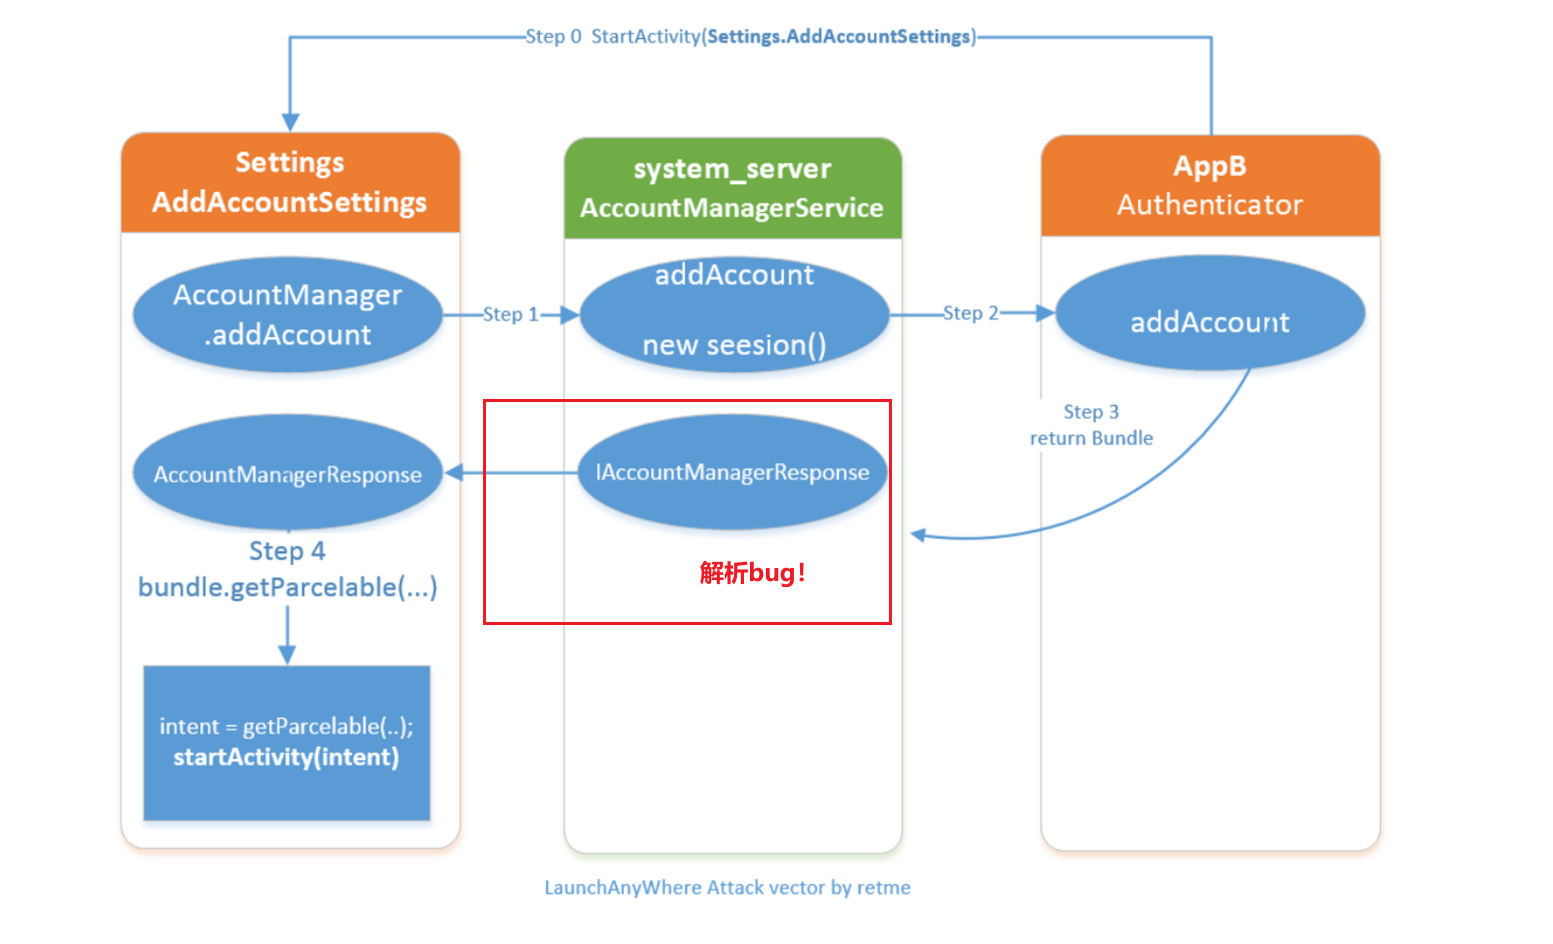 Step 0 StartActivity(Settings.AddAccountSettings)
Settings
AddAccountSettings
system_server
AccountManagerService
AppB
Authenticator
AccountManager
.addAccount
Step 1
addAccount
new seesion()
Step 2
addAccount
Step 3
return Bundle
AccountManagerResponse
IAccountManagerResponse
解析bug!
Step 4
bundle.getParcelable(...)
intent = getParcelable(..);
startActivity(intent)
LaunchAnyWhere Attack vector by retme